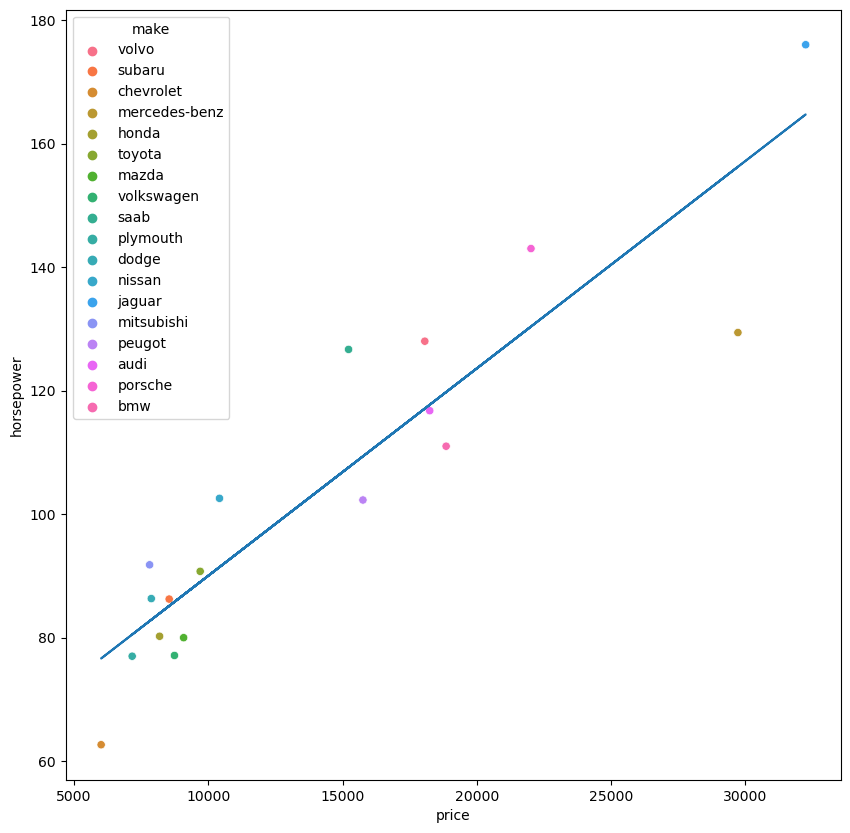 180
160
140
120
100
80
60
horsepower
make
volvo
subaru
chevrolet
mercedes-benz
honda
toyota
mazda
volkswagen
saab
plymouth
dodge
nissan
jaguar
mitsubishi
peugot
audi
porsche
bmw
5000 10000 15000 20000 25000 30000
price